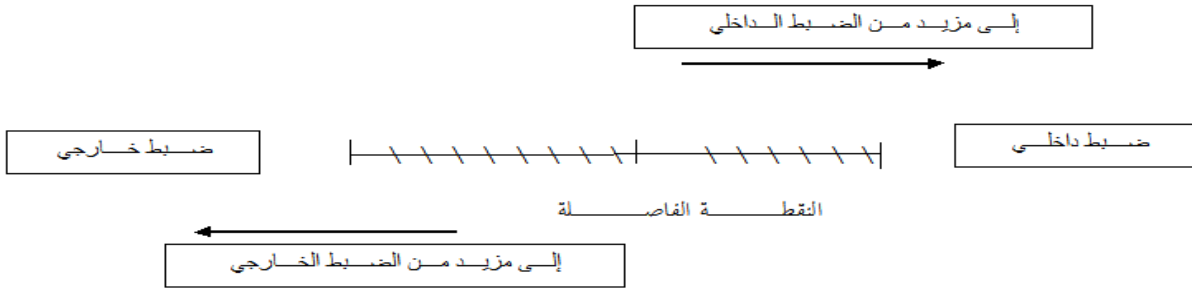 إلى مزيد من الضبط الداخلي
ضبط داخلي
ضبط خارجي
النقطة الفاصلة
إلى مزيد من الضبط الخارجي